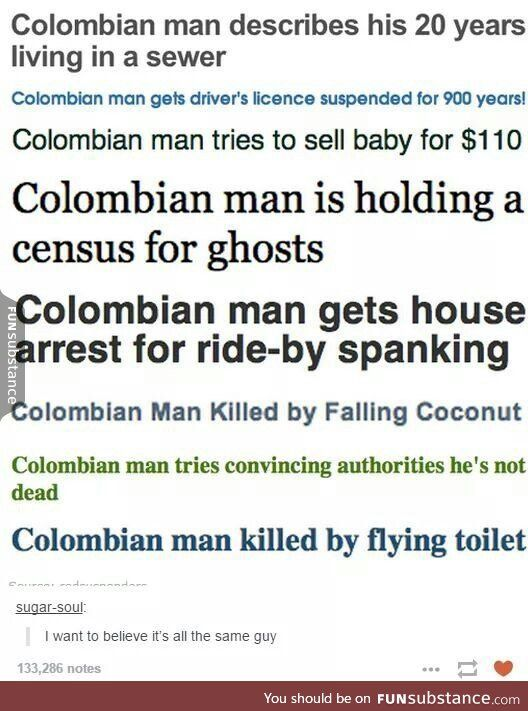 Colombian man describes his 20 years
living in a sewer
Colombian man gets driver's licence suspended for 900 years!
Colombian man tries to sell baby for $110
Colombian man is holding a
census for ghosts
Colombian man gets house
arrest for ride-by spanking
FUNsubstance
Colombian Man Killed by Falling Coconut
Colombian man tries convincing authorities he's not
dead
Colombian man killed by flying toilet
sugar-soul:
I want to believe it's all the same guy
133,286 notes
You should be on FUNsubstance.com